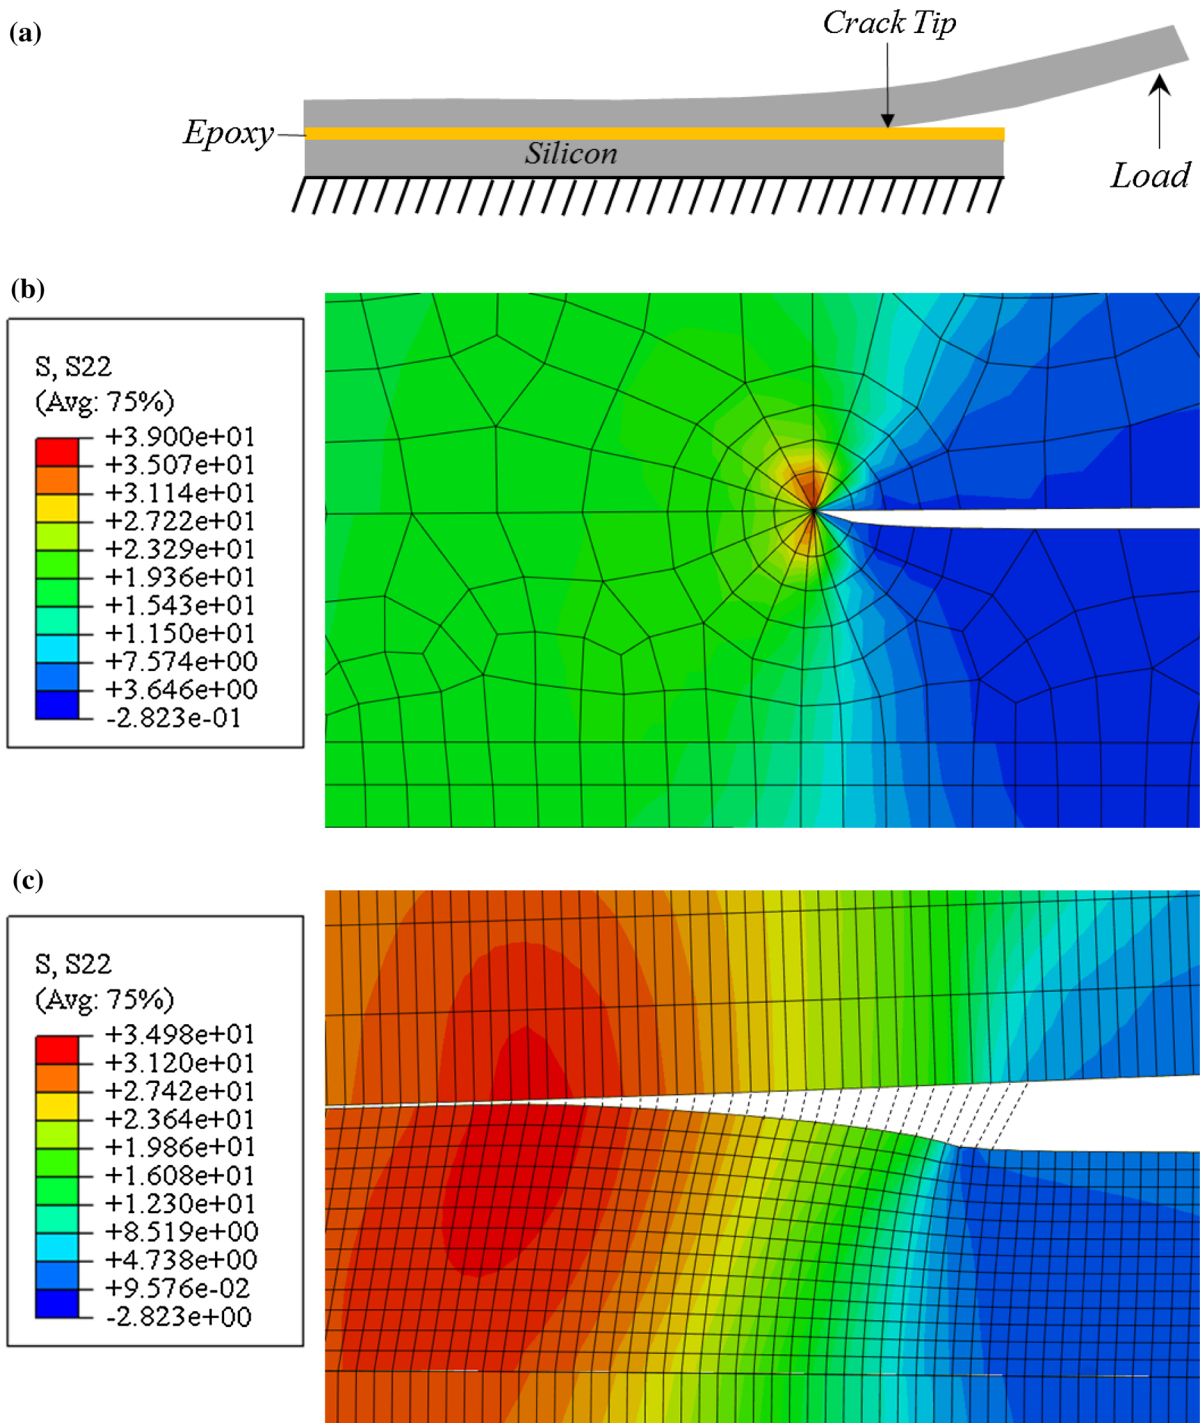 (a)
Crack Tip
Epoxy
Silicon
Load
(b)
S, S22
(Avg: 75%)
+3.900e+01
+3.507e+01
+3.114e+01
+2.722e+01
+2.329e+01
+1.936e+01
+1.543e+01
+1.150e+01
+7.574e+00
+3.646e+00
-2.823e-01
(c)
S, S22
(Avg: 75%)
+3.498e+01
+3.120e+01
+2.742e+01
+2.364e+01
+1.986e+01
+1.608e+01
+1.230e+01
+8.519e+00
+4.738e+00
+9.576e-02
-2.823e+00